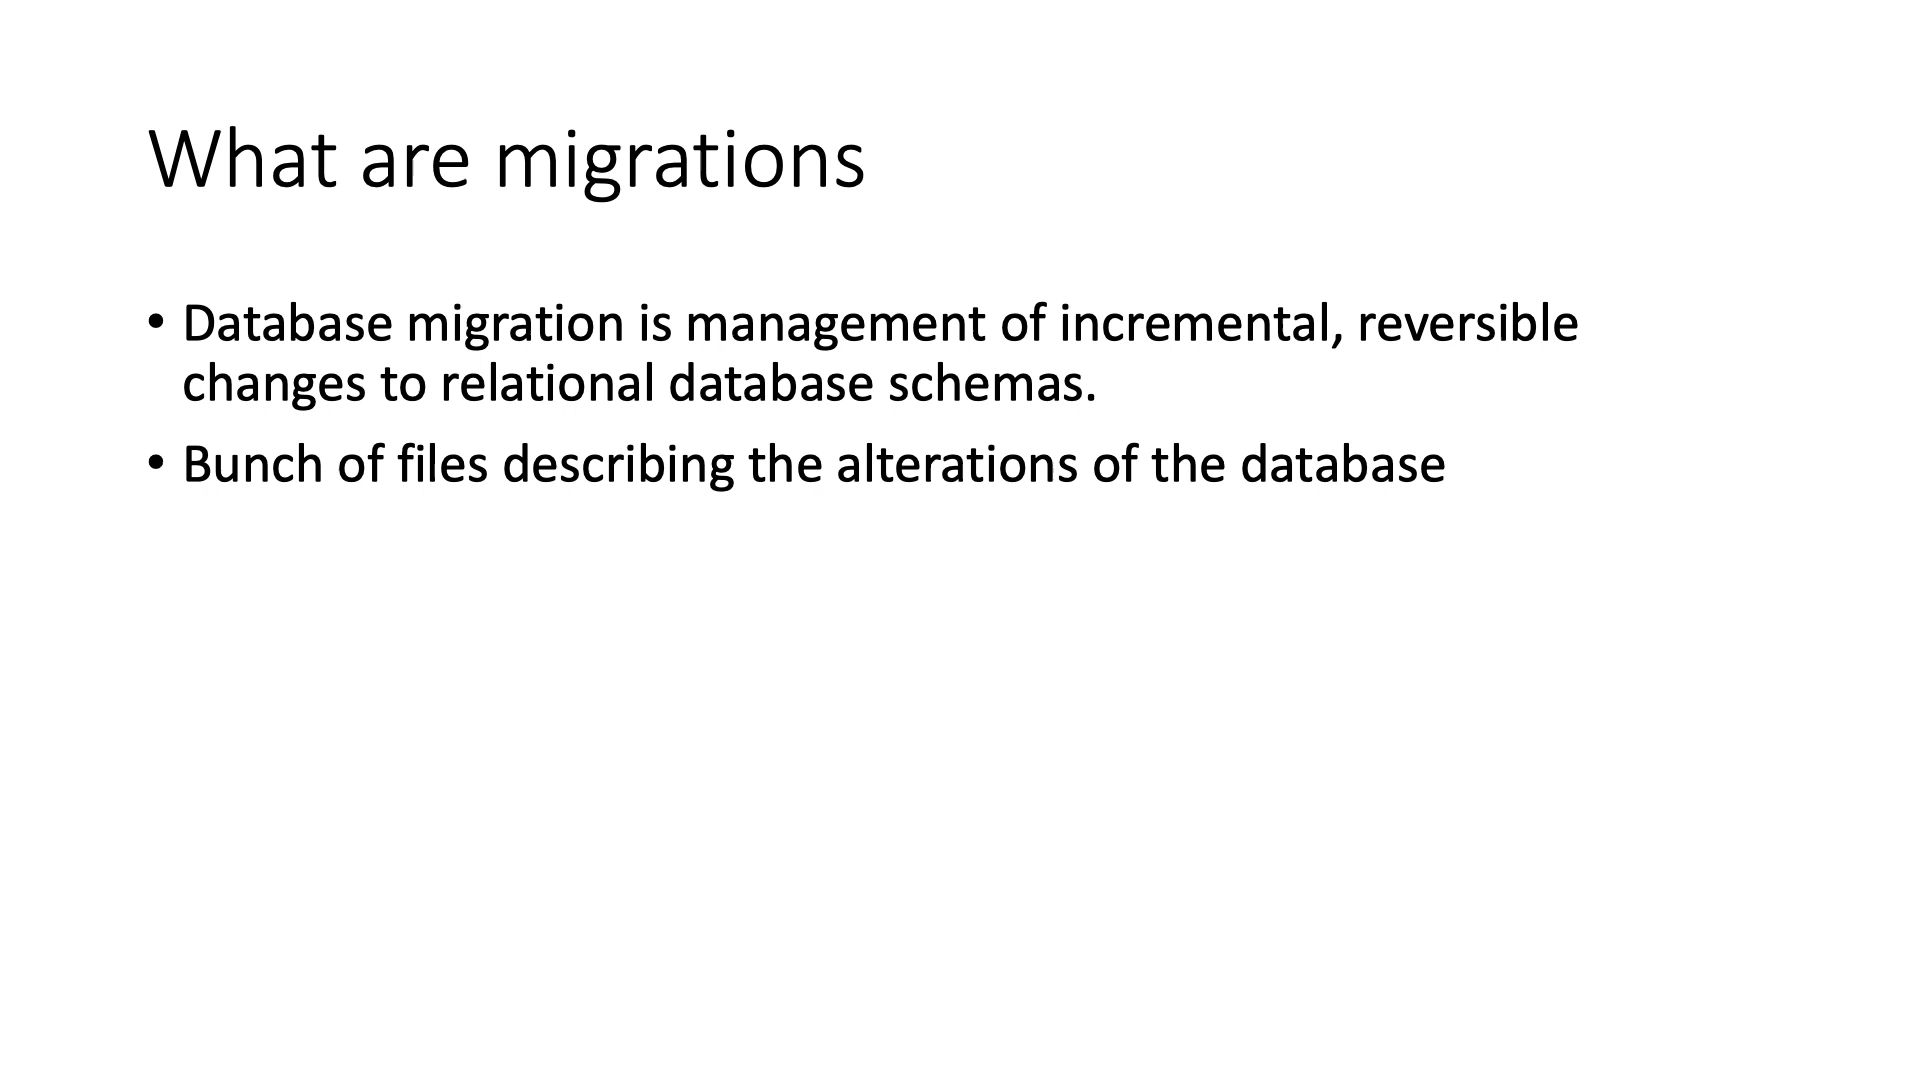 What are migrations
• Database migration is management of incremental, reversible
changes to relational database schemas.
• Bunch of files describing the alterations of the database